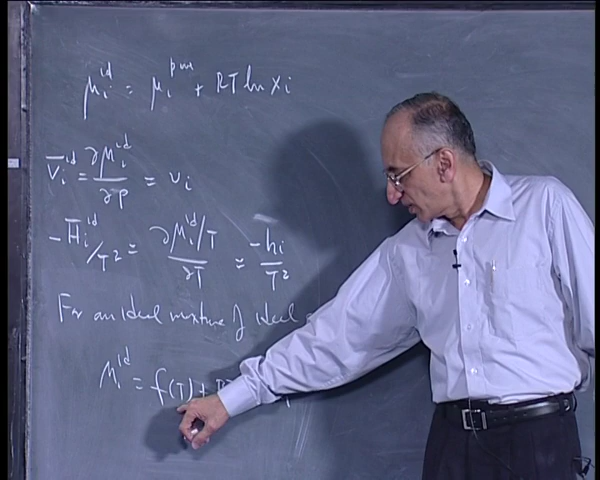 μᵢ^id = μᵢ^pure + RT ln xᵢ
V̄ᵢ^id = ∂μᵢ^id/∂p = vᵢ
-H̄ᵢ^id/T² = ∂μᵢ^id/T / ∂T = -hᵢ/T²
For an ideal mixture of ideal
μᵢ^id = f(T) +